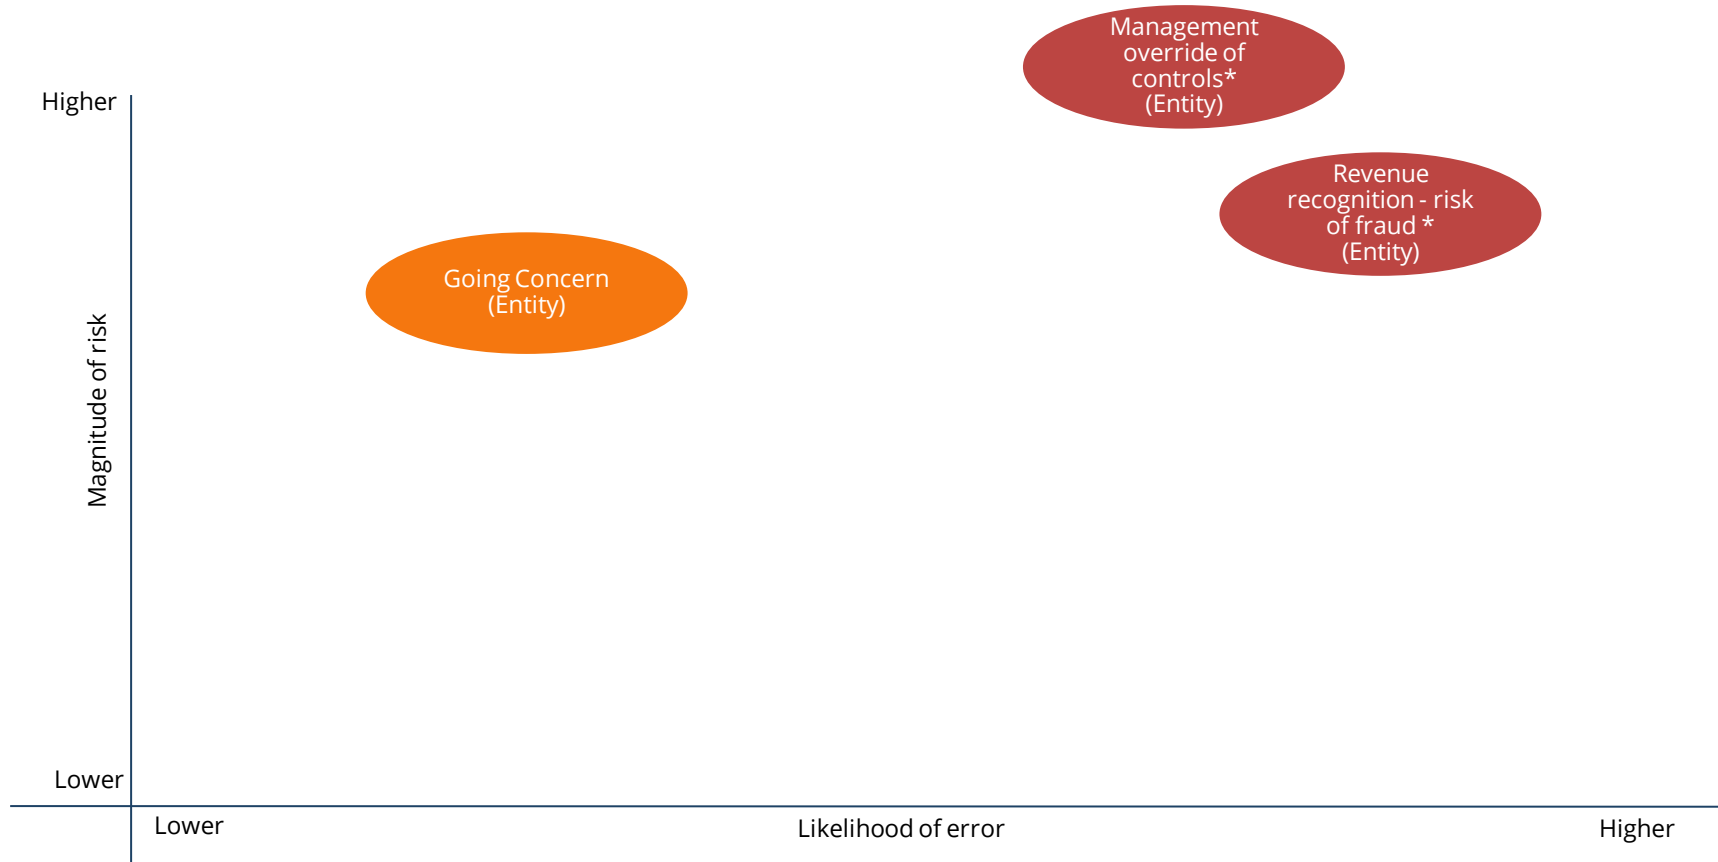 Management
override of
controls*
(Entity)
Higher
Revenue
recognition - risk
of fraud *
(Entity)
Going Concern
(Entity)
Magnitude of risk
Lower
Lower
Likelihood of error
Higher